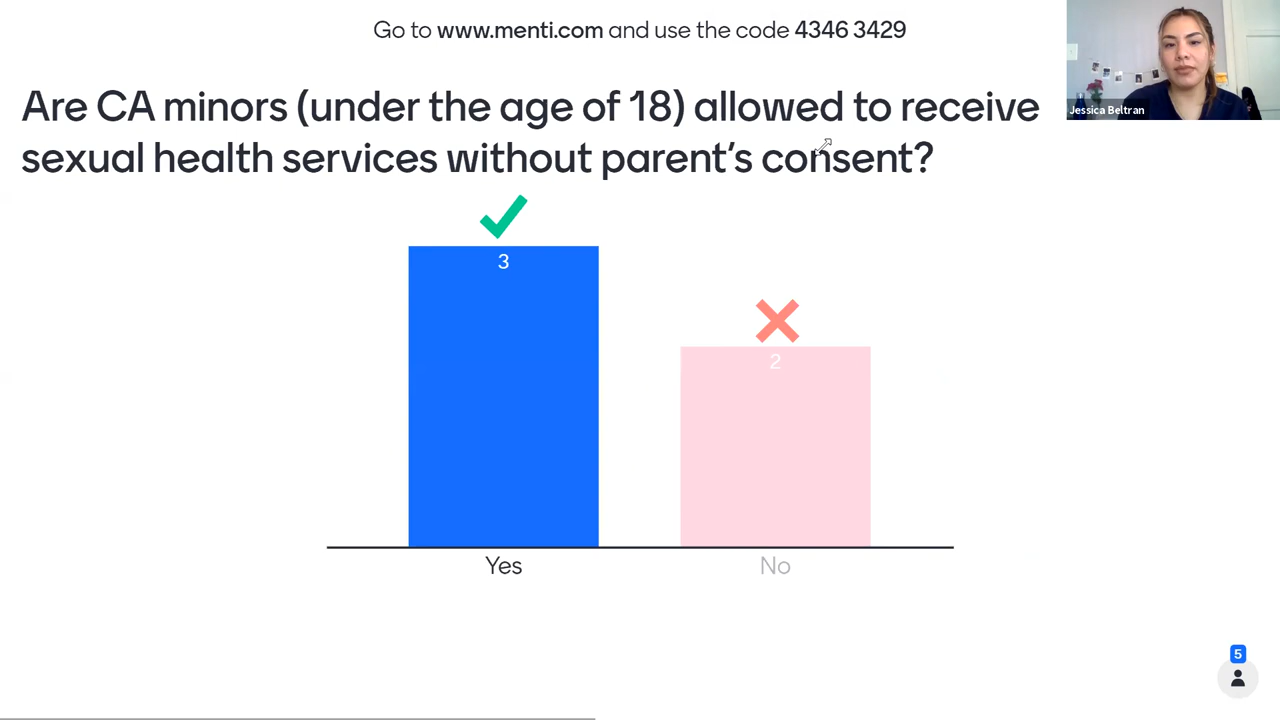 Go to www.menti.com and use the code 4346 3429
Are CA minors (under the age of 18) allowed to receive
sexual health services without parent's consent?
Jessica Beltran
3
2
Yes
No
5